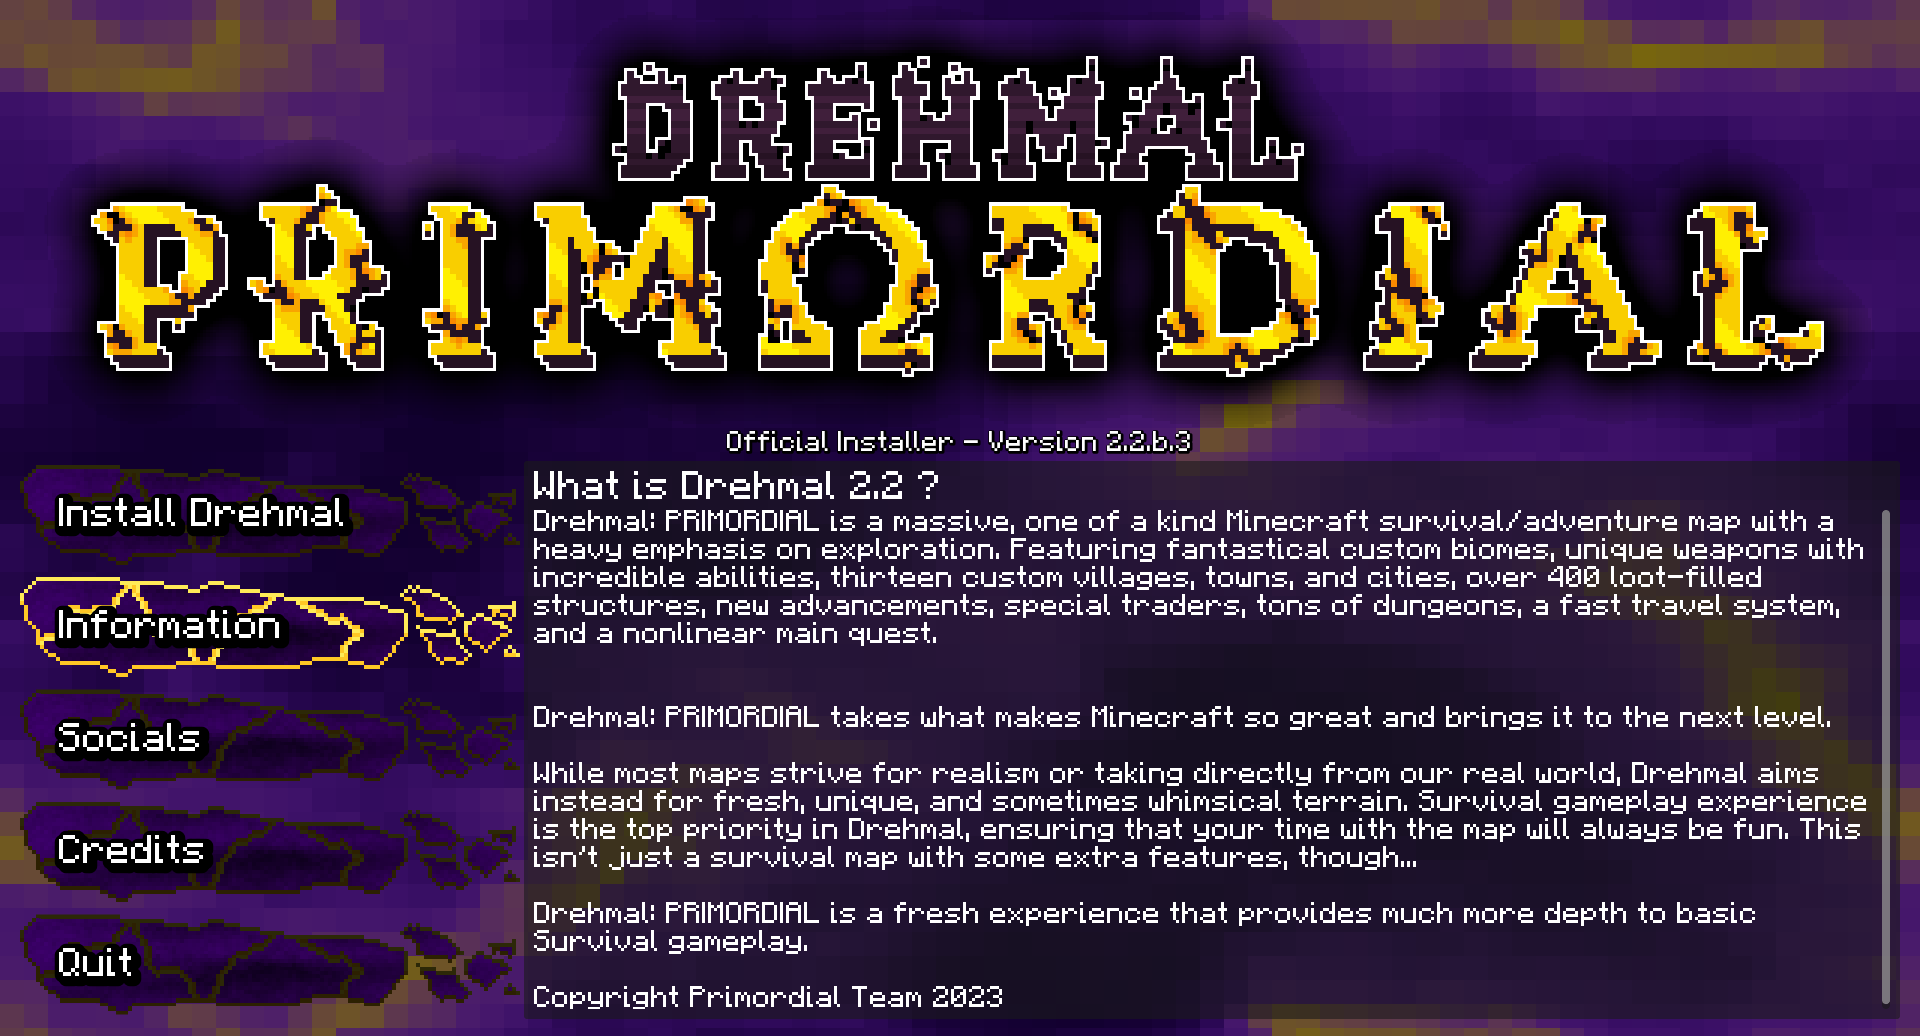 DREHMAL
PRIMΩRDIAL
Official Installer - Version 2.2.b.3
Install Drehmal
Information
Socials
Credits
Quit
What is Drehmal 2.2 ?
Drehmal: PRIMORDIAL is a massive, one of a kind Minecraft survival/adventure map with a
heavy emphasis on exploration. Featuring fantastical custom biomes, unique weapons with
incredible abilities, thirteen custom villages, towns, and cities, over 400 loot-filled
structures, new advancements, special traders, tons of dungeons, a fast travel system,
and a nonlinear main quest.
Drehmal: PRIMORDIAL takes what makes Minecraft so great and brings it to the next level.
While most maps strive for realism or taking directly from our real world, Drehmal aims
instead for fresh, unique, and sometimes whimsical terrain. Survival gameplay experience
is the top priority in Drehmal, ensuring that your time with the map will always be fun. This
isn't just a survival map with some extra features, though...
Drehmal: PRIMORDIAL is a fresh experience that provides much more depth to basic
Survival gameplay.
Copyright Primordial Team 2023